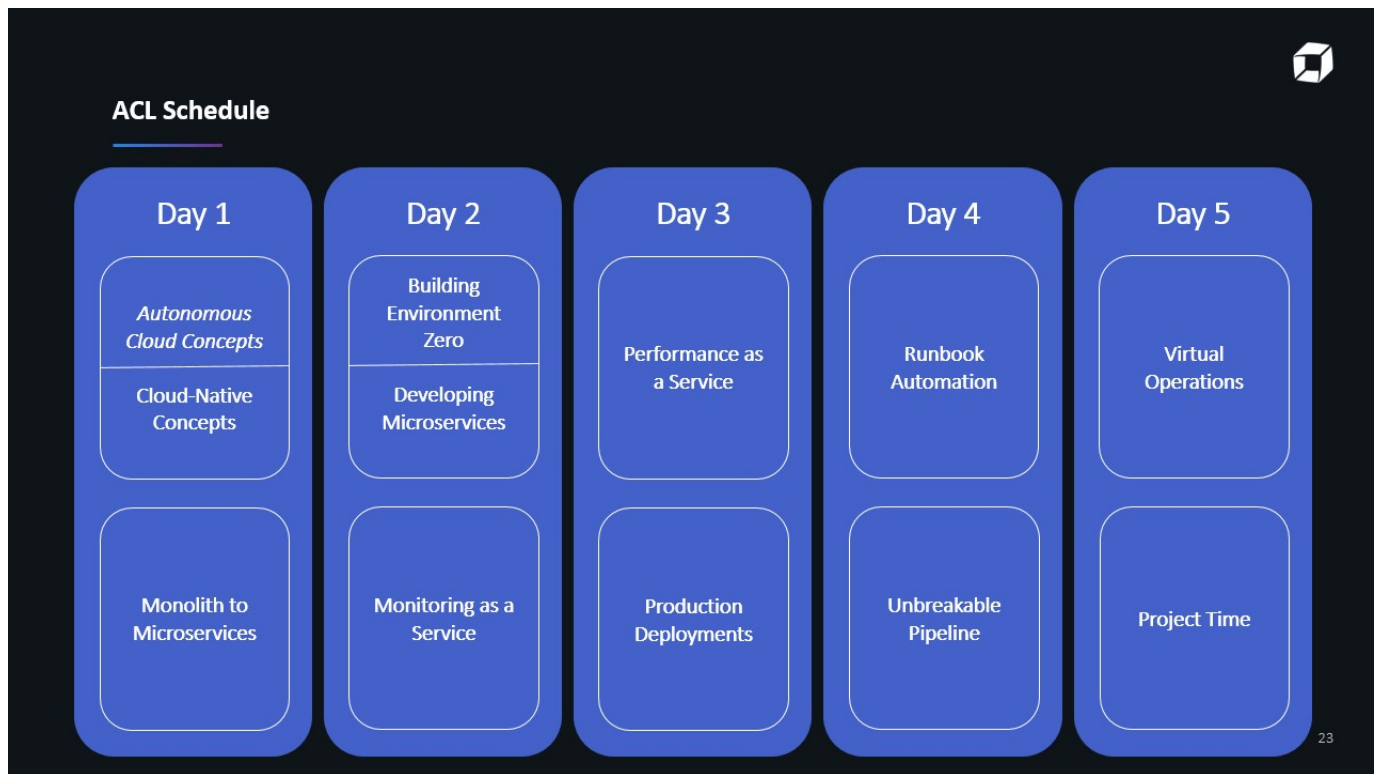 ACL Schedule
Day 1
Autonomous
Cloud Concepts
Cloud-Native
Concepts
Monolith to
Microservices
Day 2
Building
Environment
Zero
Developing
Microservices
Monitoring as a
Service
Day 3
Performance as
a Service
Production
Deployments
Day 4
Runbook
Automation
Unbreakable
Pipeline
Day 5
Virtual
Operations
Project Time
23